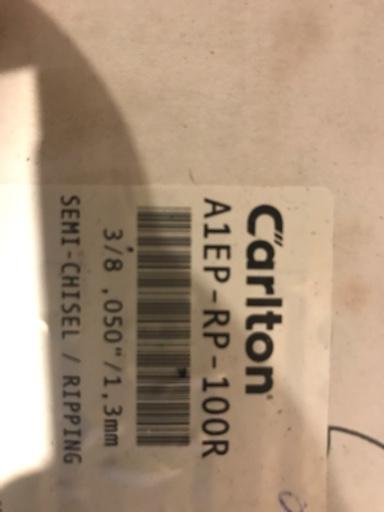 Carlton
A1EP-RP-100R
3/8 .050"/1,3mm
SEMI-CHISEL / RIPPING